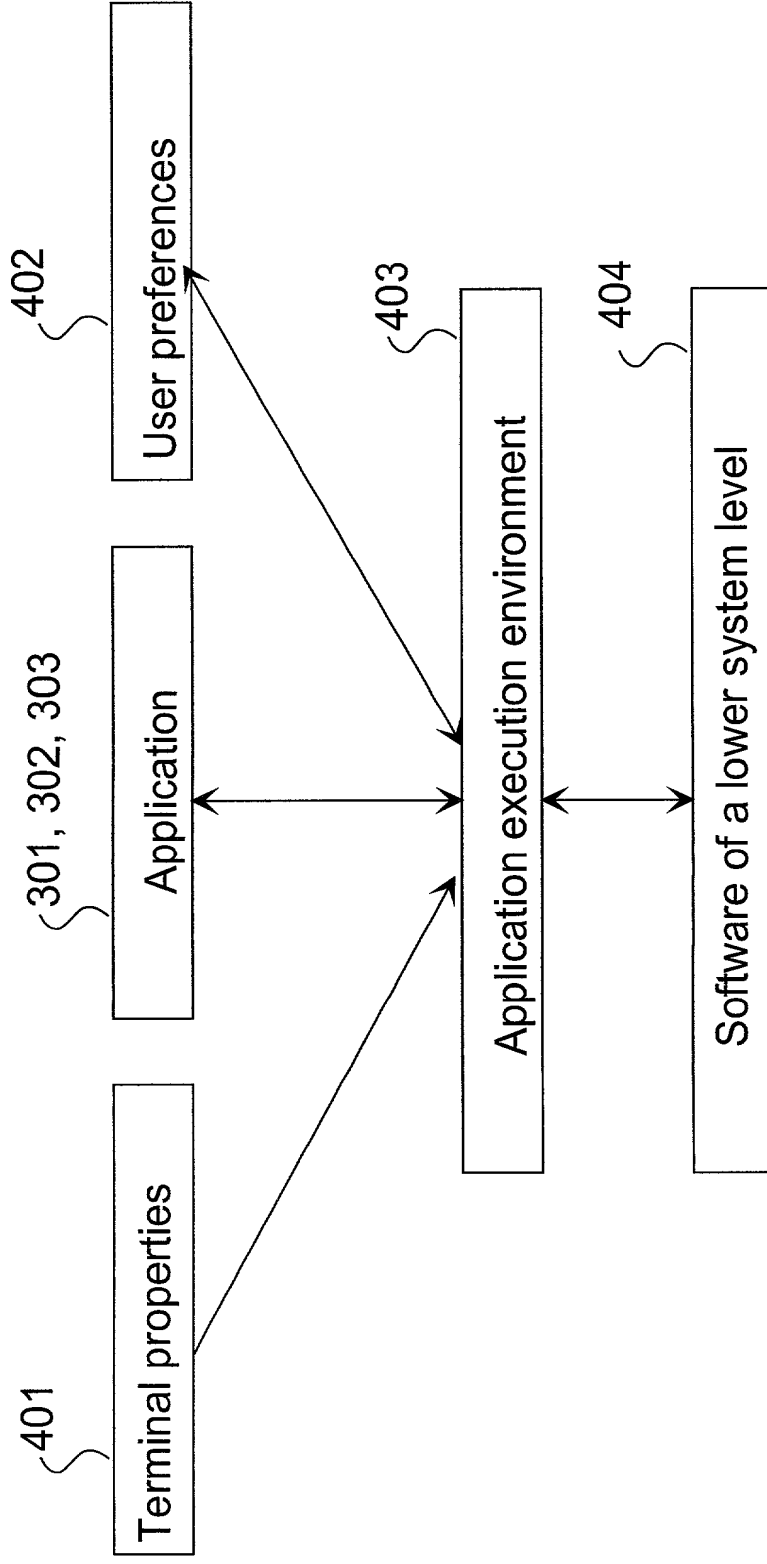 401
Terminal properties
301, 302, 303
Application
402
User preferences
403
Application execution environment
404
Software of a lower system level